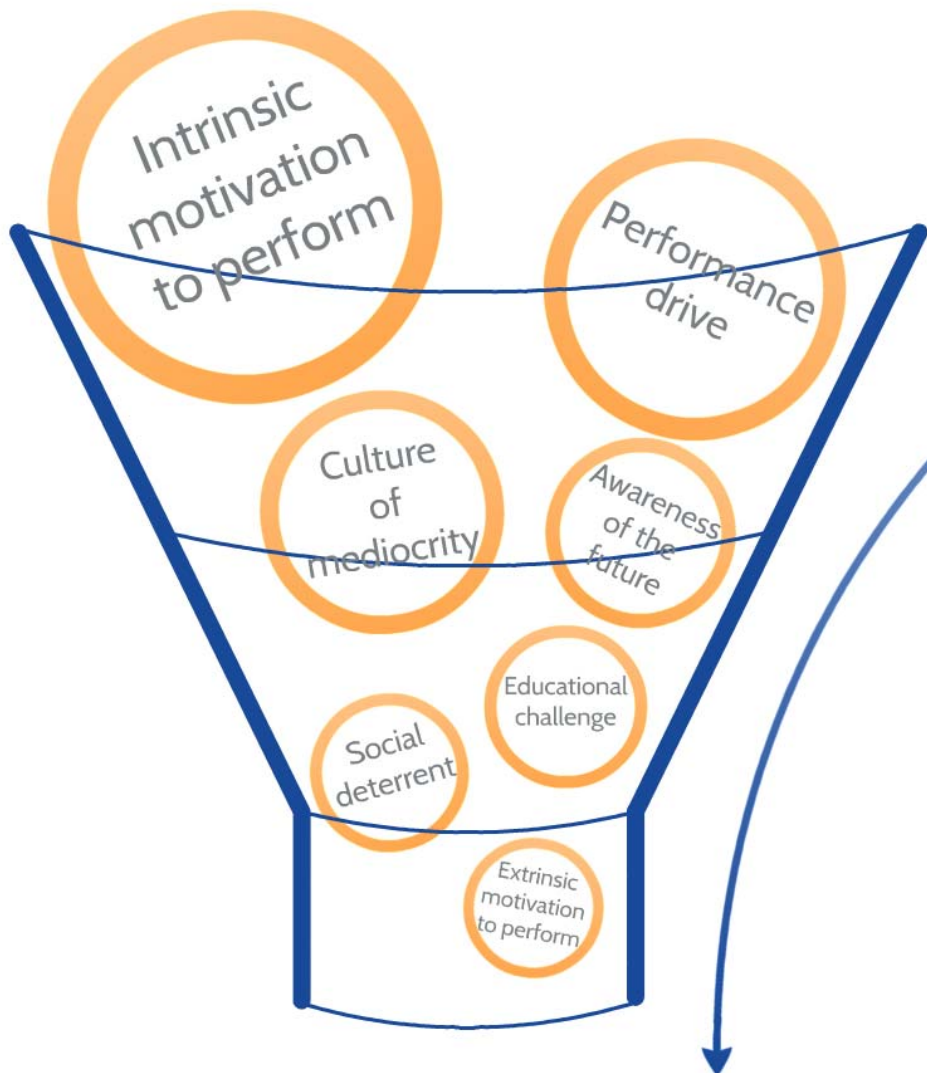 Intrinsic
motivation
to perform
Performance
drive
Culture
of
mediocrity
Awareness
of the
future
Educational
challenge
Social
deterrent
Extrinsic
motivation
to perform